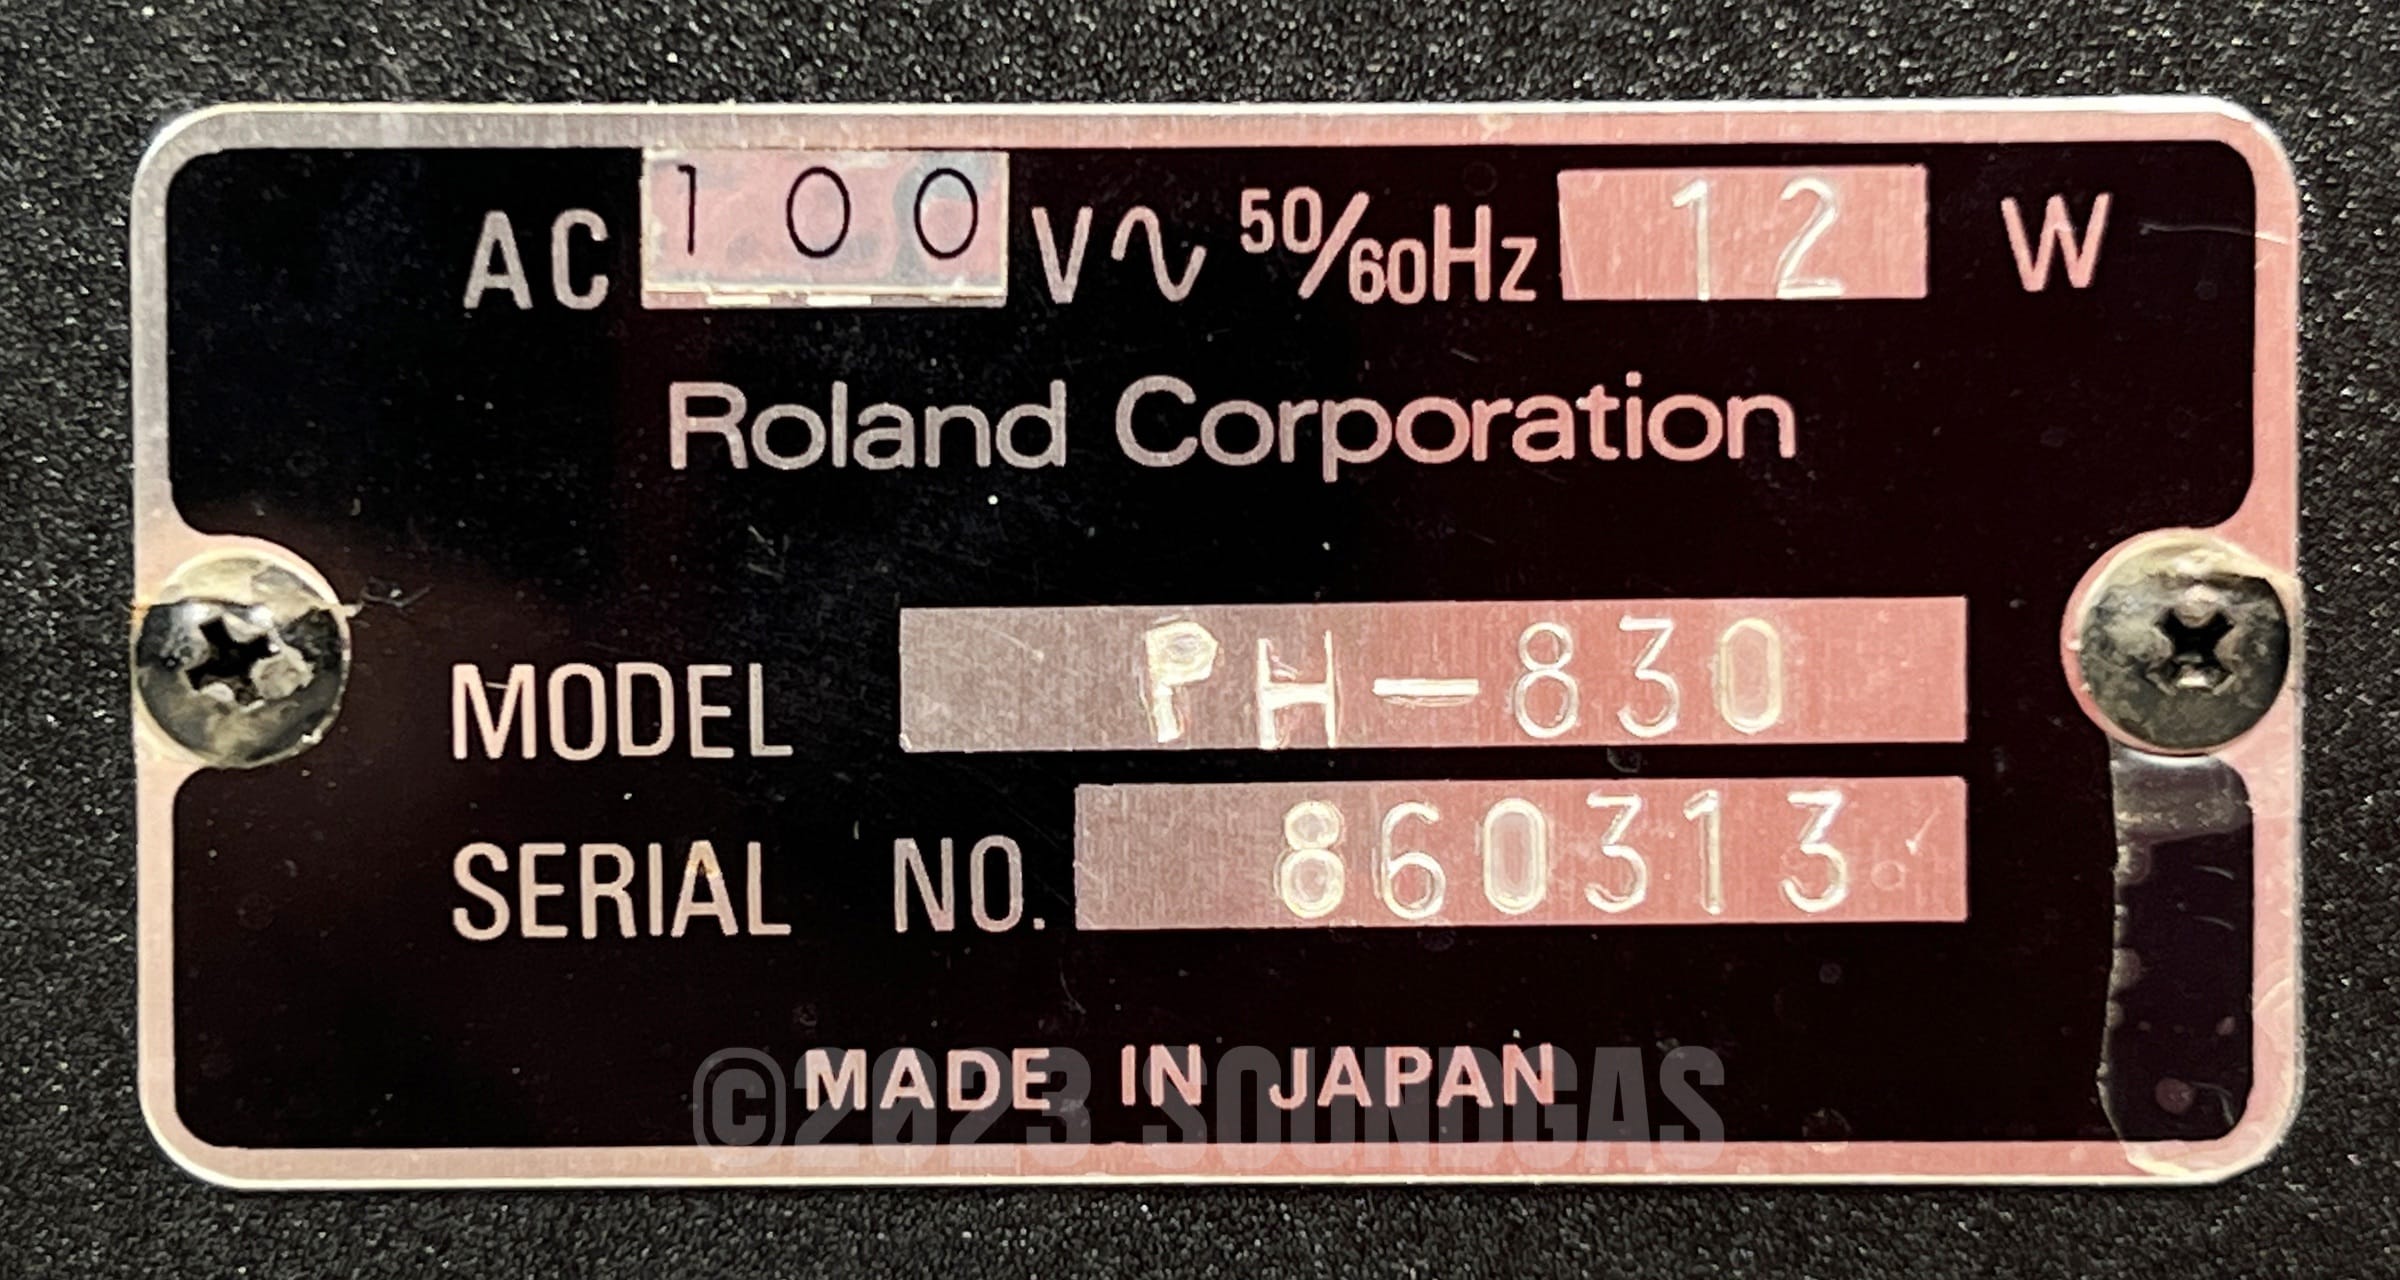 AC 100 V∿ 50/60Hz 12 W
Roland Corporation
MODEL PH-830
SERIAL NO. 860313
MADE IN JAPAN
©2023 SOUNDGAS